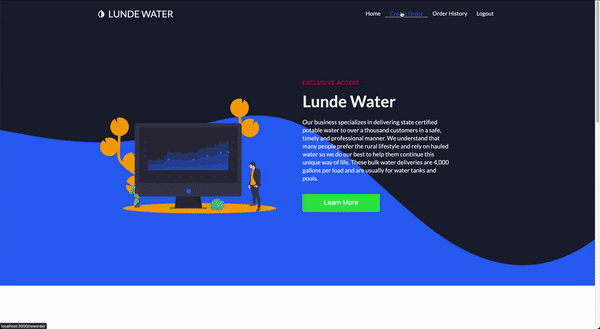 LUNDE WATER
Home Create Order Order History Logout
EXCLUSIVE ACCESS
Lunde Water
Our business specializes in delivering state certified
potable water to over a thousand customers in a safe,
timely and professional manner. We understand that
many people prefer the rural lifestyle and rely on hauled
water so we do our best to help them continue this
unique way of life. These bulk water deliveries are 4,000
gallons per load and are usually for water tanks and
pools.
Learn More
localhost:3000/neworder